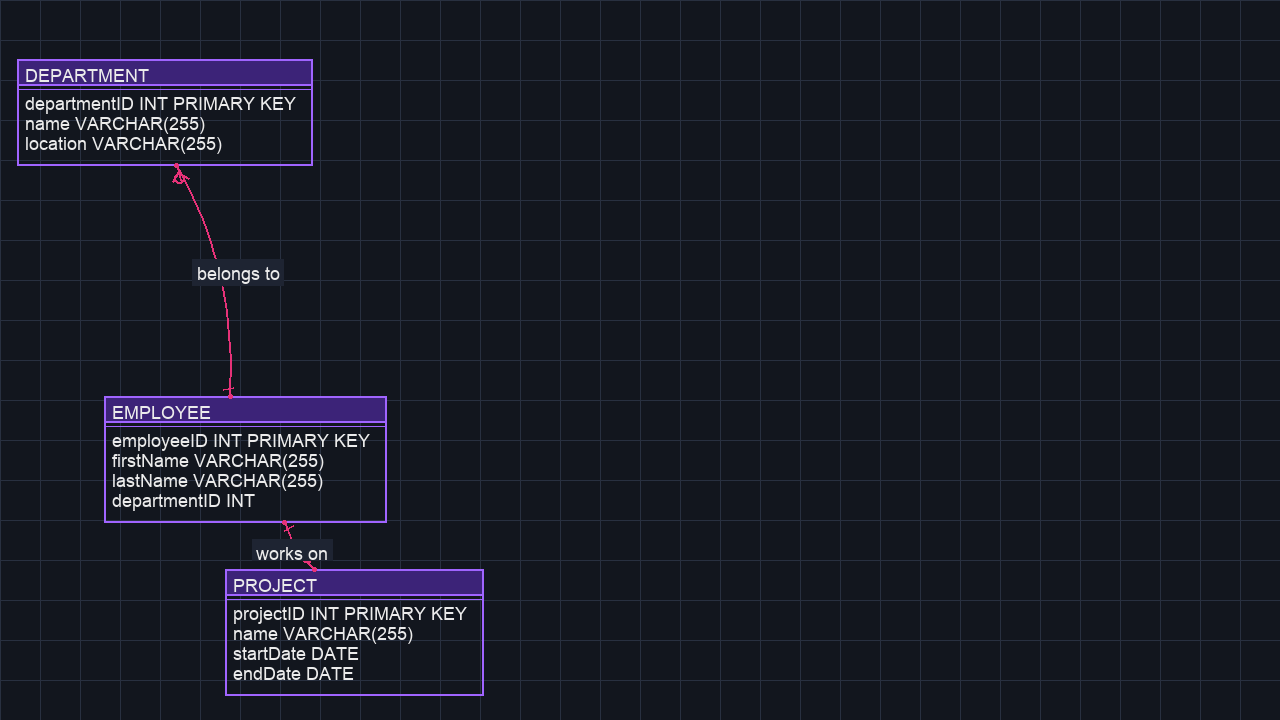 DEPARTMENT
departmentID INT PRIMARY KEY
name VARCHAR(255)
location VARCHAR(255)
belongs to
EMPLOYEE
employeeID INT PRIMARY KEY
firstName VARCHAR(255)
lastName VARCHAR(255)
departmentID INT
works on
PROJECT
projectID INT PRIMARY KEY
name VARCHAR(255)
startDate DATE
endDate DATE